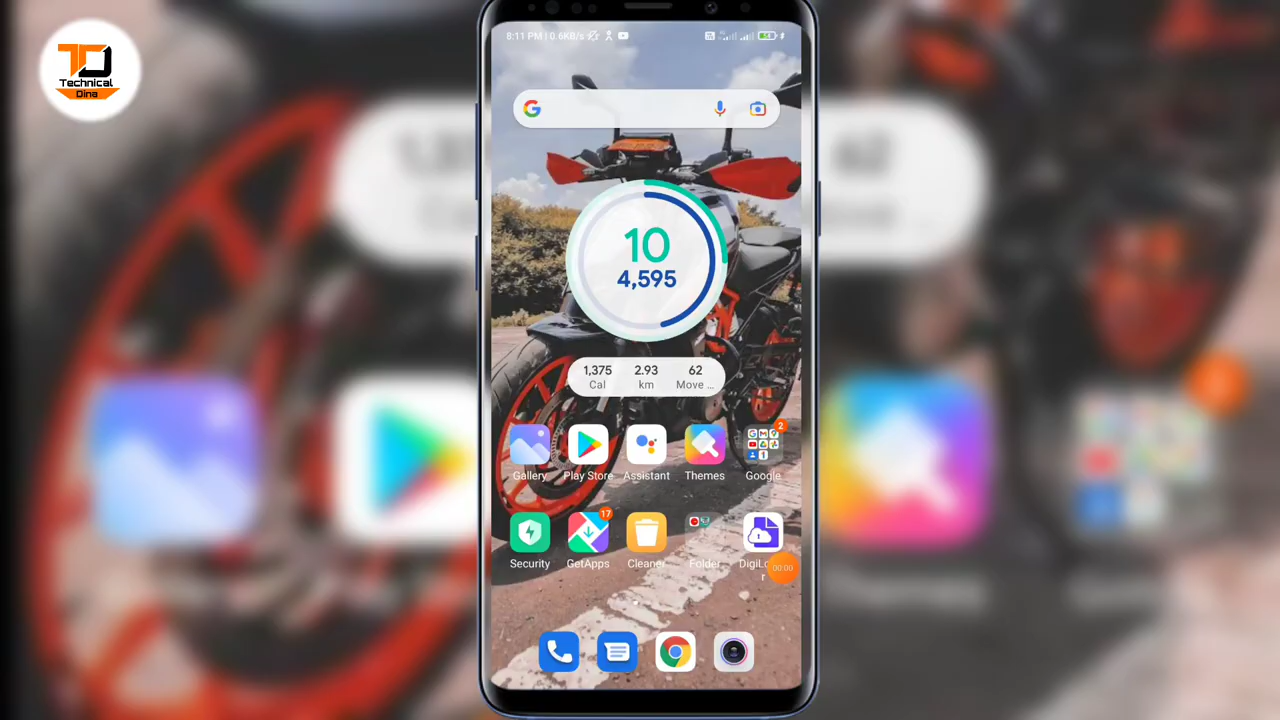 Technical
Dina
8:11 PM | 0.6KB/s
10
4,595
1,375 2.93 62
Cal km Move ...
2
Gallery Play Store Assistant Themes Google
17
Security GetApps Cleaner Folder
00:00
r